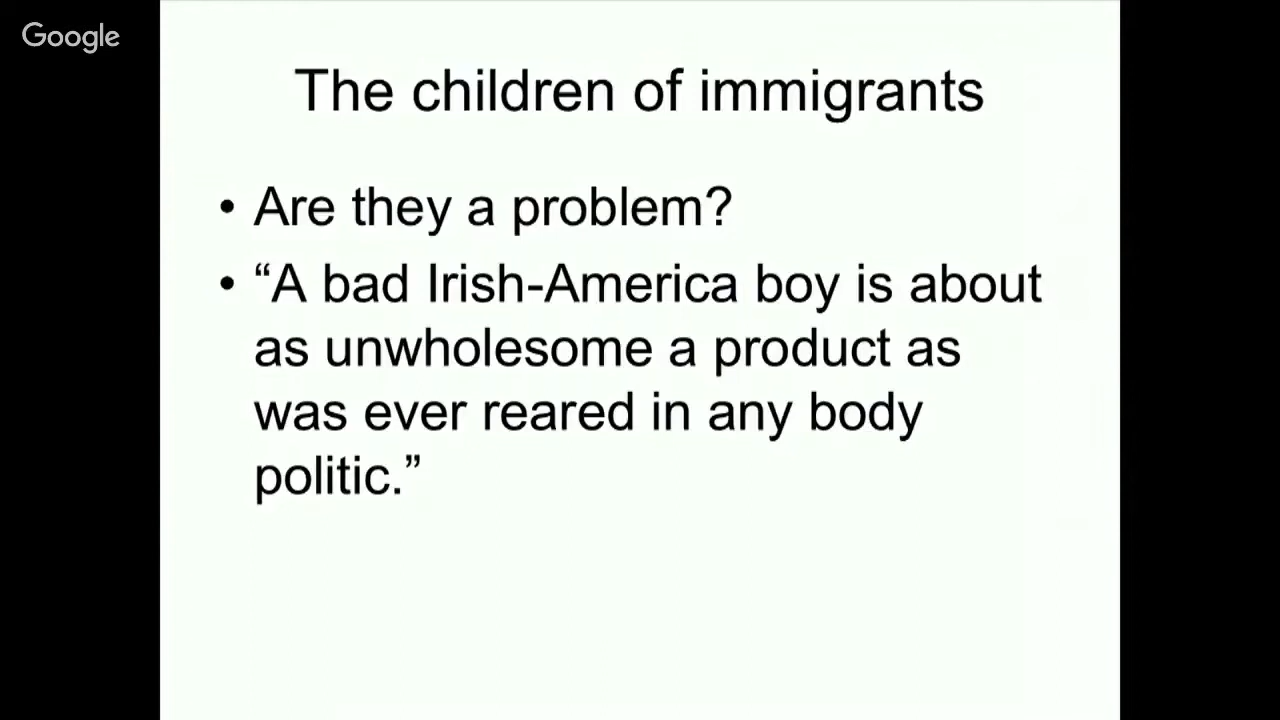 Google
The children of immigrants
• Are they a problem?
• “A bad Irish-America boy is about
as unwholesome a product as
was ever reared in any body
politic.”